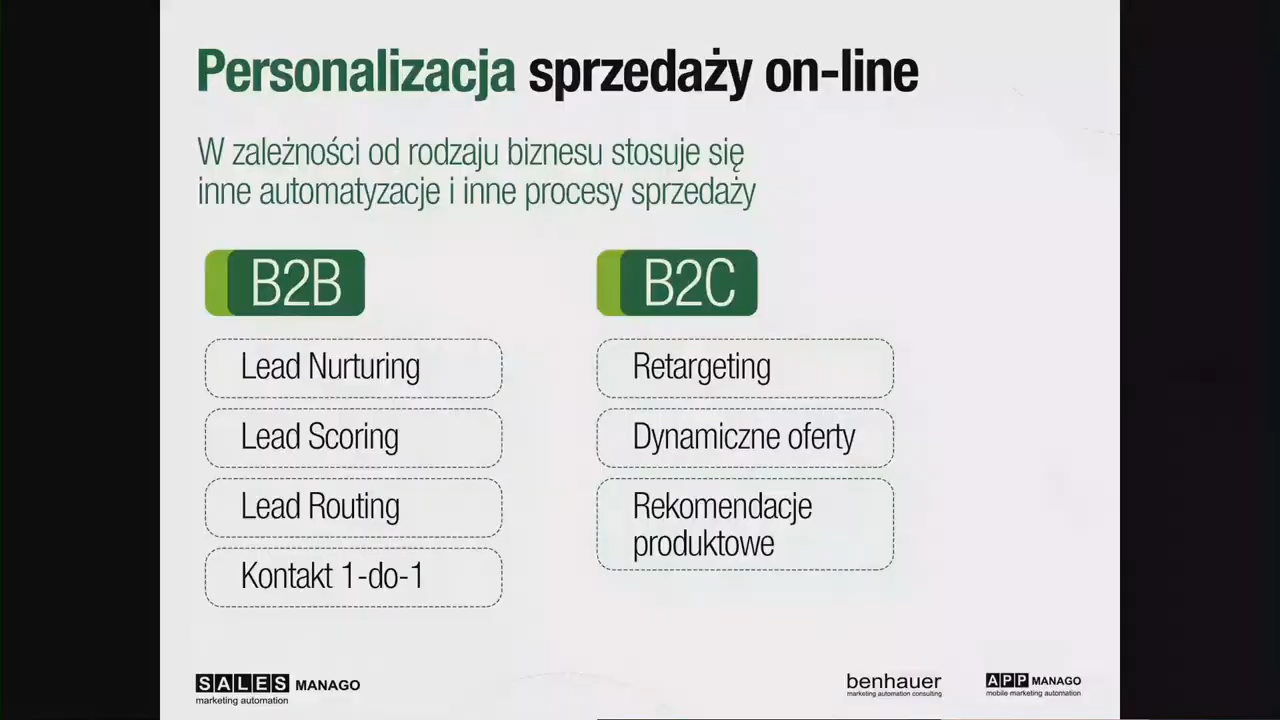 Personalizacja sprzedaży on-line
W zależności od rodzaju biznesu stosuje się
inne automatyzacje i inne procesy sprzedaży
B2B
Lead Nurturing
Lead Scoring
Lead Routing
Kontakt 1-do-1
B2C
Retargeting
Dynamiczne oferty
Rekomendacje
produktowe
SALES MANAGO
marketing automation
benhauer
marketing automation consulting
APP MANAGO
mobile marketing automation